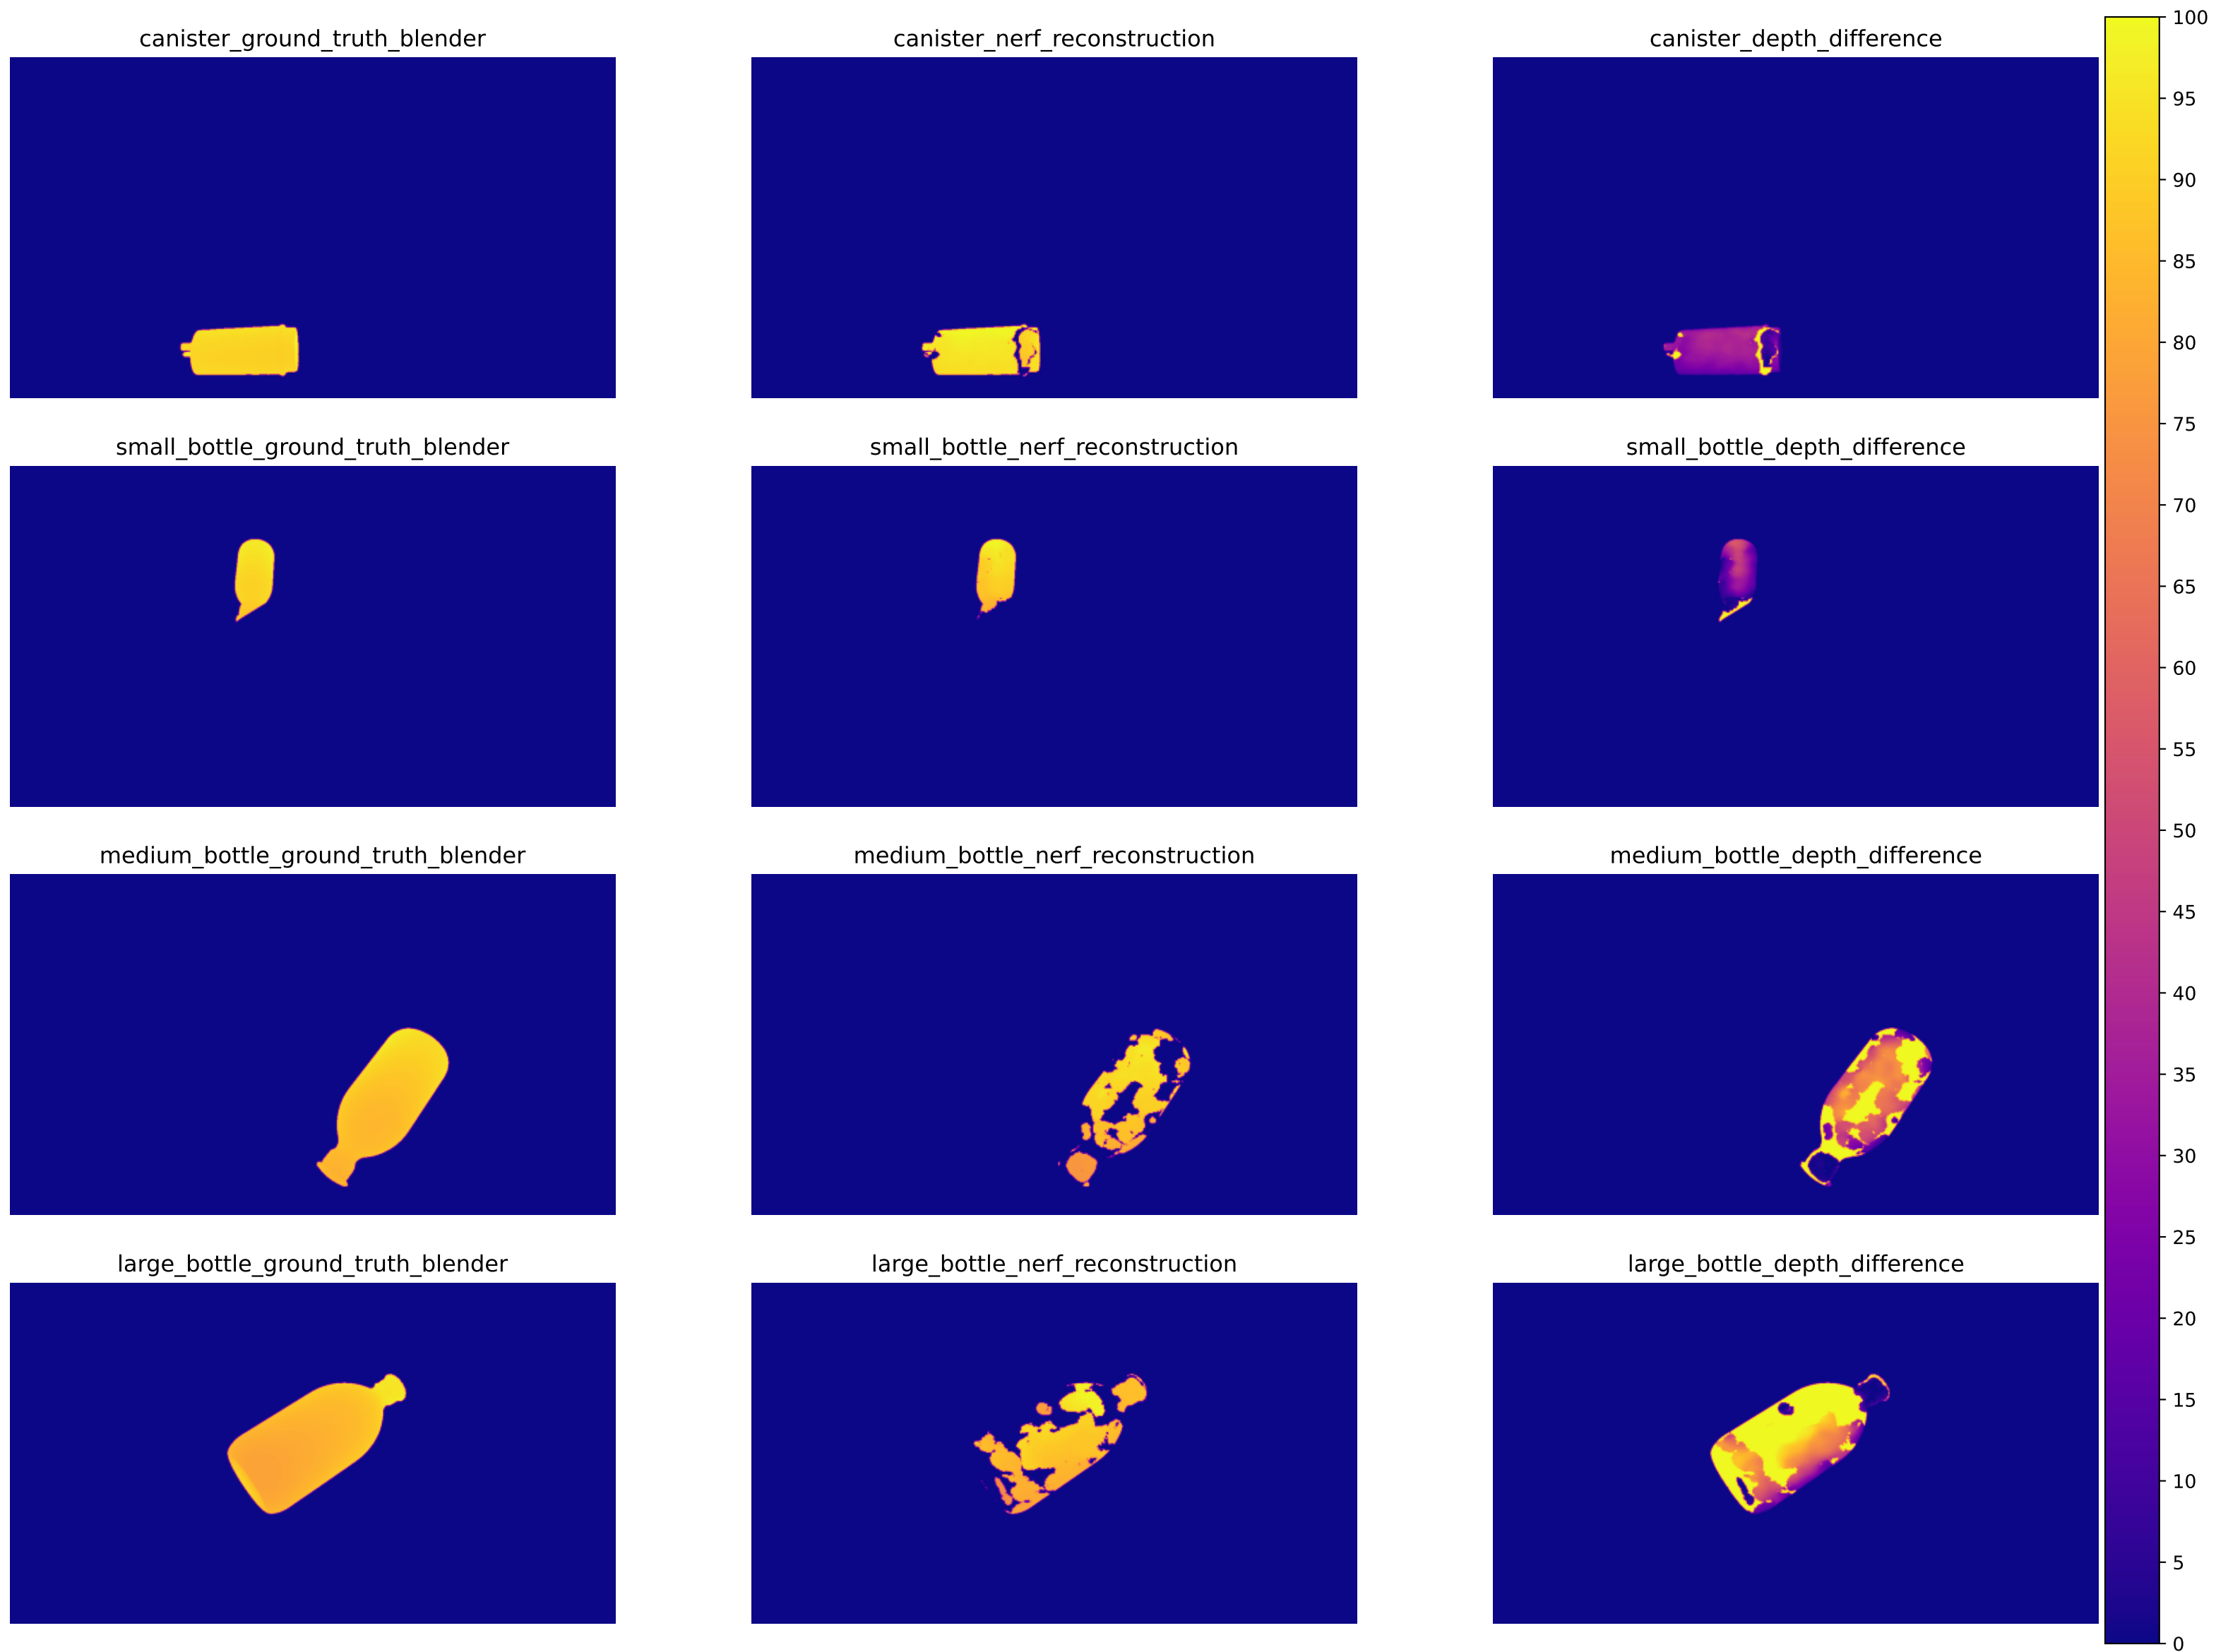 canister_ground_truth_blender
canister_nerf_reconstruction
canister_depth_difference
small_bottle_ground_truth_blender
small_bottle_nerf_reconstruction
small_bottle_depth_difference
medium_bottle_ground_truth_blender
medium_bottle_nerf_reconstruction
medium_bottle_depth_difference
large_bottle_ground_truth_blender
large_bottle_nerf_reconstruction
large_bottle_depth_difference
100
95
90
85
80
75
70
65
60
55
50
45
40
35
30
25
20
15
10
5
0